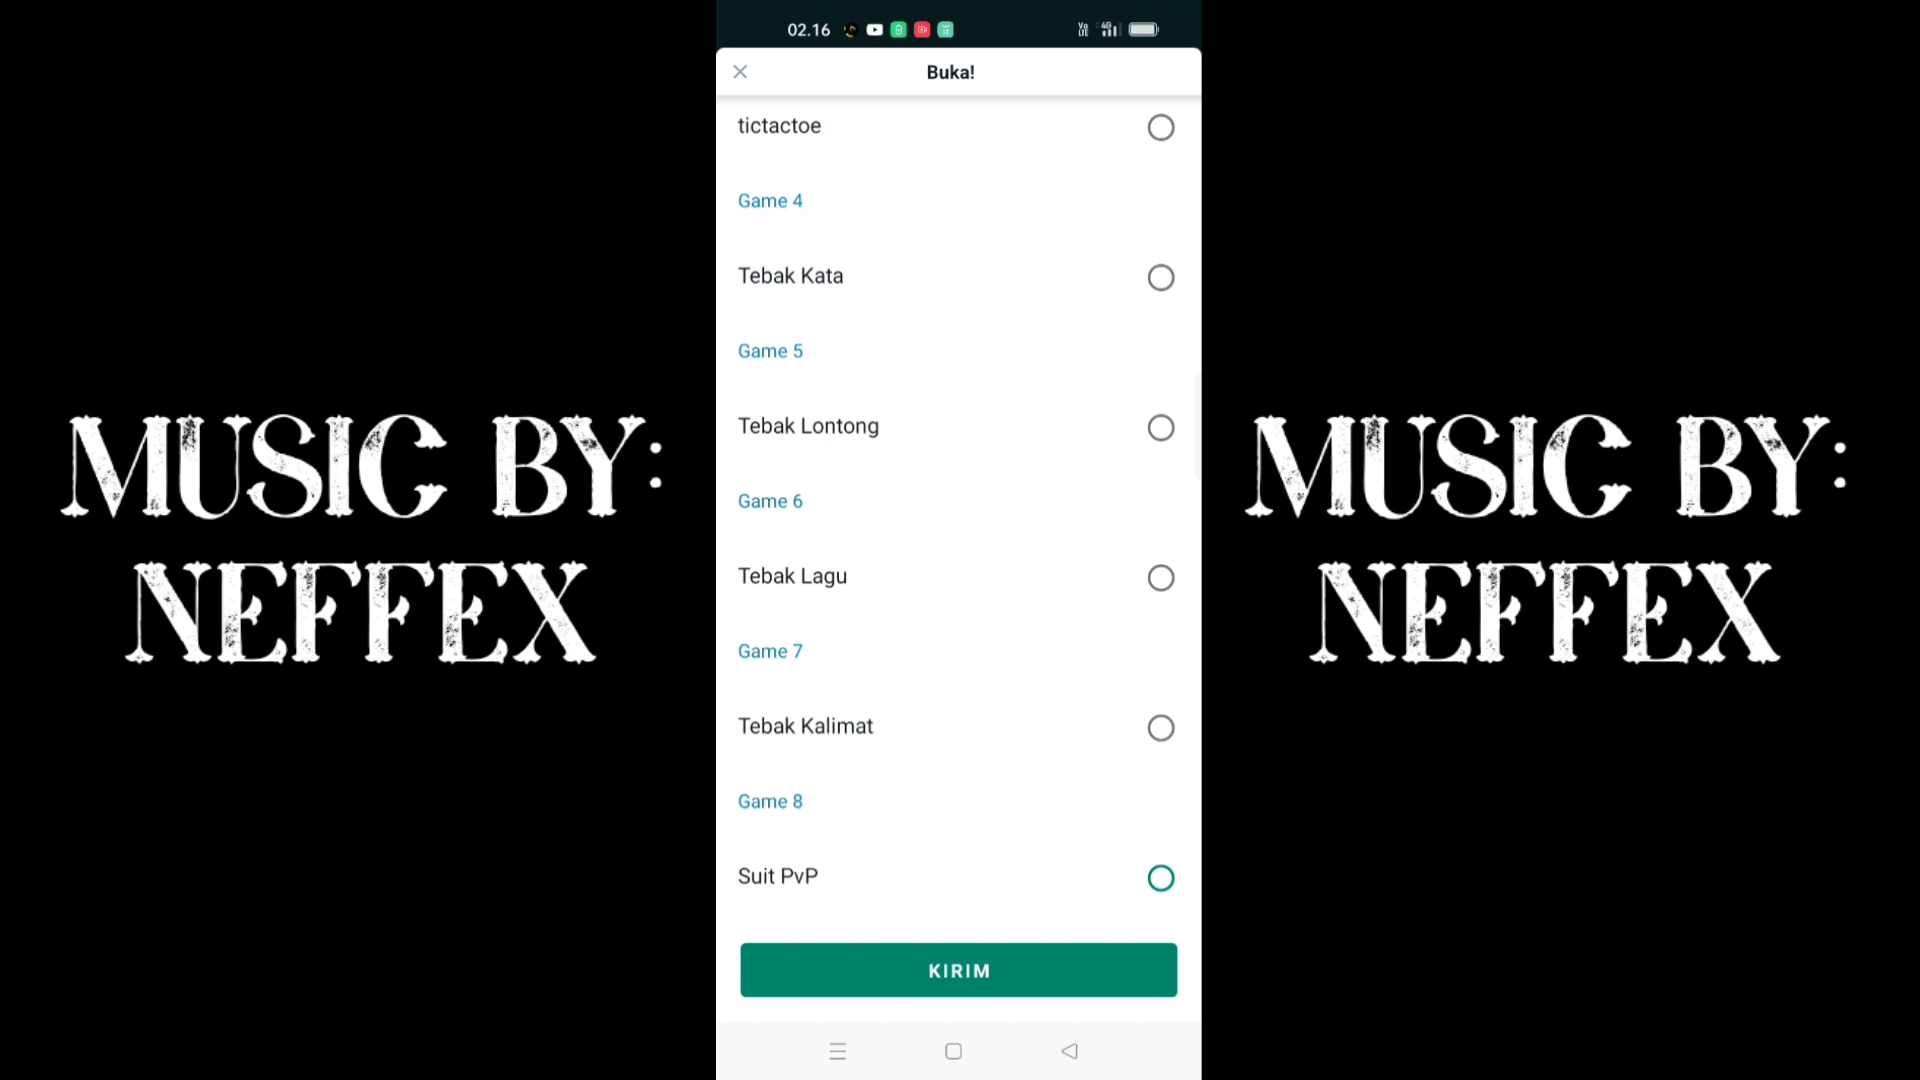 02.16
Buka!
tictactoe
Game 4
Tebak Kata
Game 5
Tebak Lontong
Game 6
Tebak Lagu
Game 7
Tebak Kalimat
Game 8
Suit PvP
KIRIM
MUSIC BY:
NEFFEX
MUSIC BY:
NEFFEX